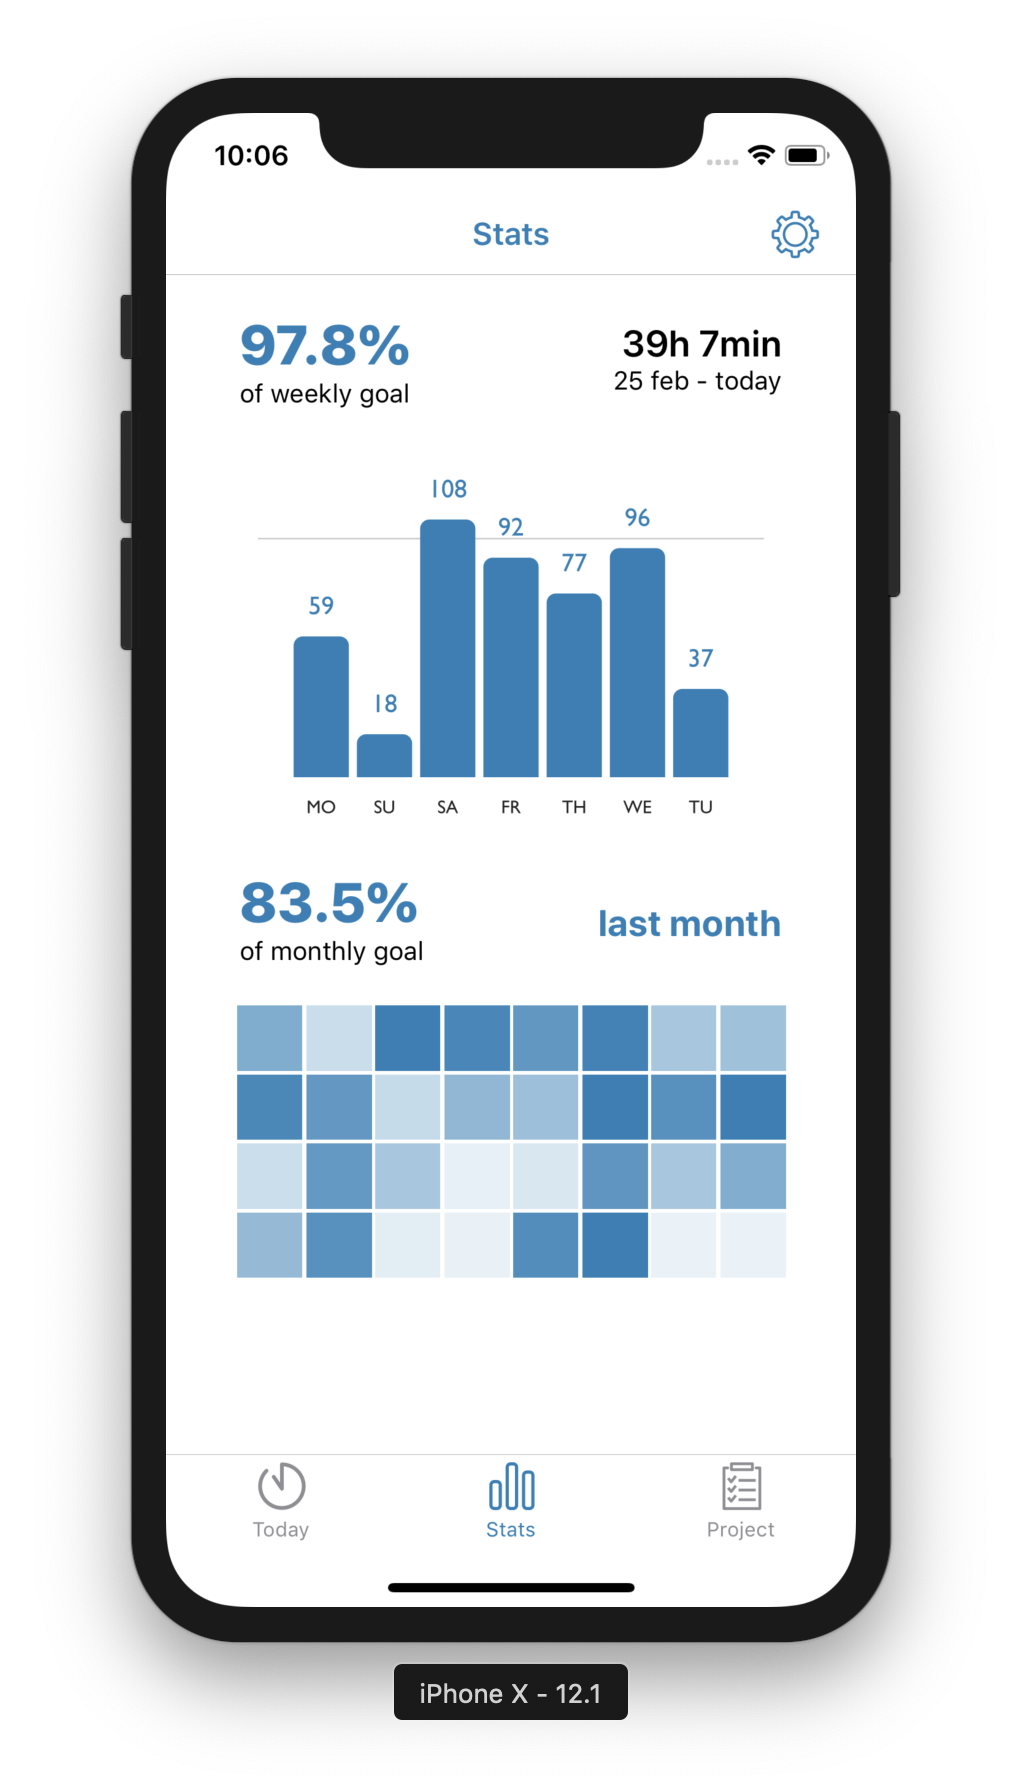 10:06
Stats
97.8%
of weekly goal
39h 7min
25 feb - today
108
92
96
77
59
37
18
MO SU SA FR TH WE TU
83.5%
of monthly goal
last month
Today Stats Project
iPhone X - 12.1